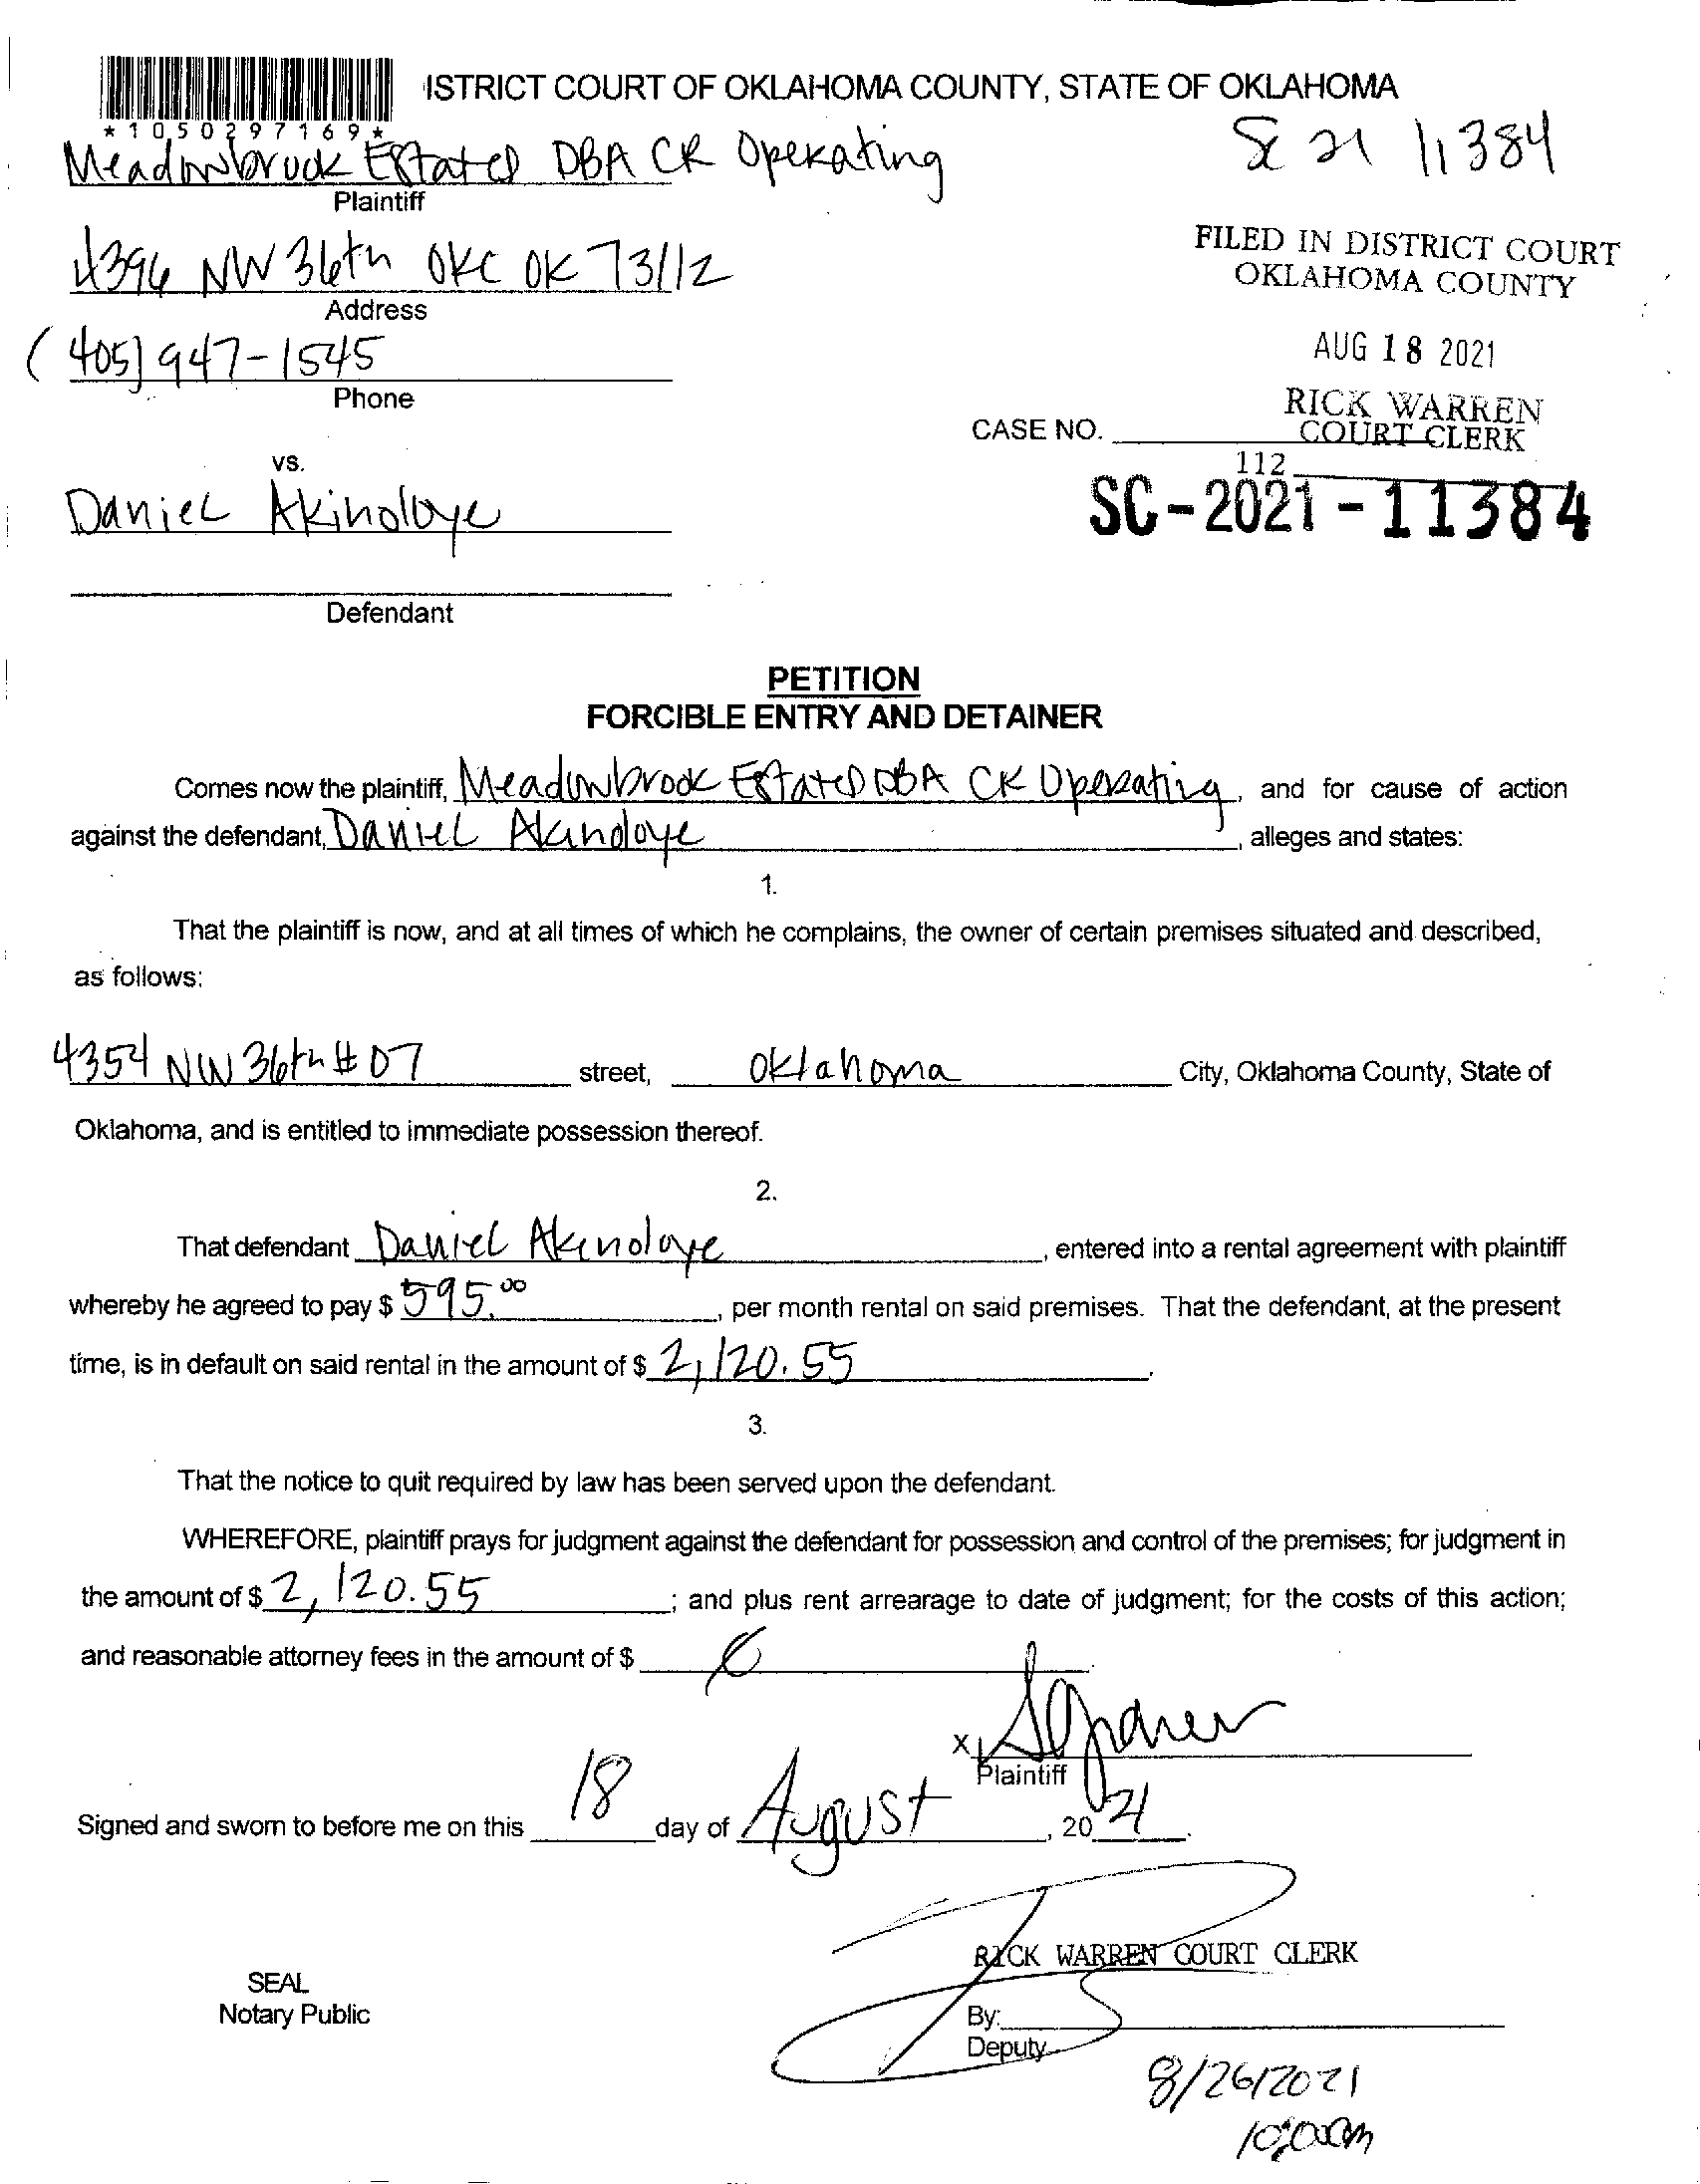 ISTRICT COURT OF OKLAHOMA COUNTY, STATE OF OKLAHOMA
*1050297169*
SC 21 11384
Meadowbrook Estates DBA CR Operating
Plaintiff
4396 NW 36th OKC OK 73112
Address
(405) 947-1545
Phone
FILED IN DISTRICT COURT
OKLAHOMA COUNTY
AUG 18 2021
RICK WARREN
COURT CLERK
CASE NO.
112
SC-2021-11384
vs.
Daniel Akinoloye
Defendant
PETITION
FORCIBLE ENTRY AND DETAINER
Comes now the plaintiff, Meadowbrook Estates DBA CR Operating, and for cause of action
against the defendant, Daniel Akindoye, alleges and states:
1.
That the plaintiff is now, and at all times of which he complains, the owner of certain premises situated and described,
as follows:
4354 NW 36th # 07 street, Oklahoma City, Oklahoma County, State of
Oklahoma, and is entitled to immediate possession thereof.
2.
That defendant Daniel Akinoloye, entered into a rental agreement with plaintiff
whereby he agreed to pay $ 595.00, per month rental on said premises. That the defendant, at the present
time, is in default on said rental in the amount of $ 2,120.55.
3.
That the notice to quit required by law has been served upon the defendant.
WHEREFORE, plaintiff prays for judgment against the defendant for possession and control of the premises; for judgment in
the amount of $ 2,120.55; and plus rent arrearage to date of judgment; for the costs of this action;
and reasonable attorney fees in the amount of $
X
Plaintiff
Signed and sworn to before me on this 18 day of August, 2021.
RICK WARREN COURT CLERK
SEAL
Notary Public
By:
Deputy
8/26/2021
10:00am